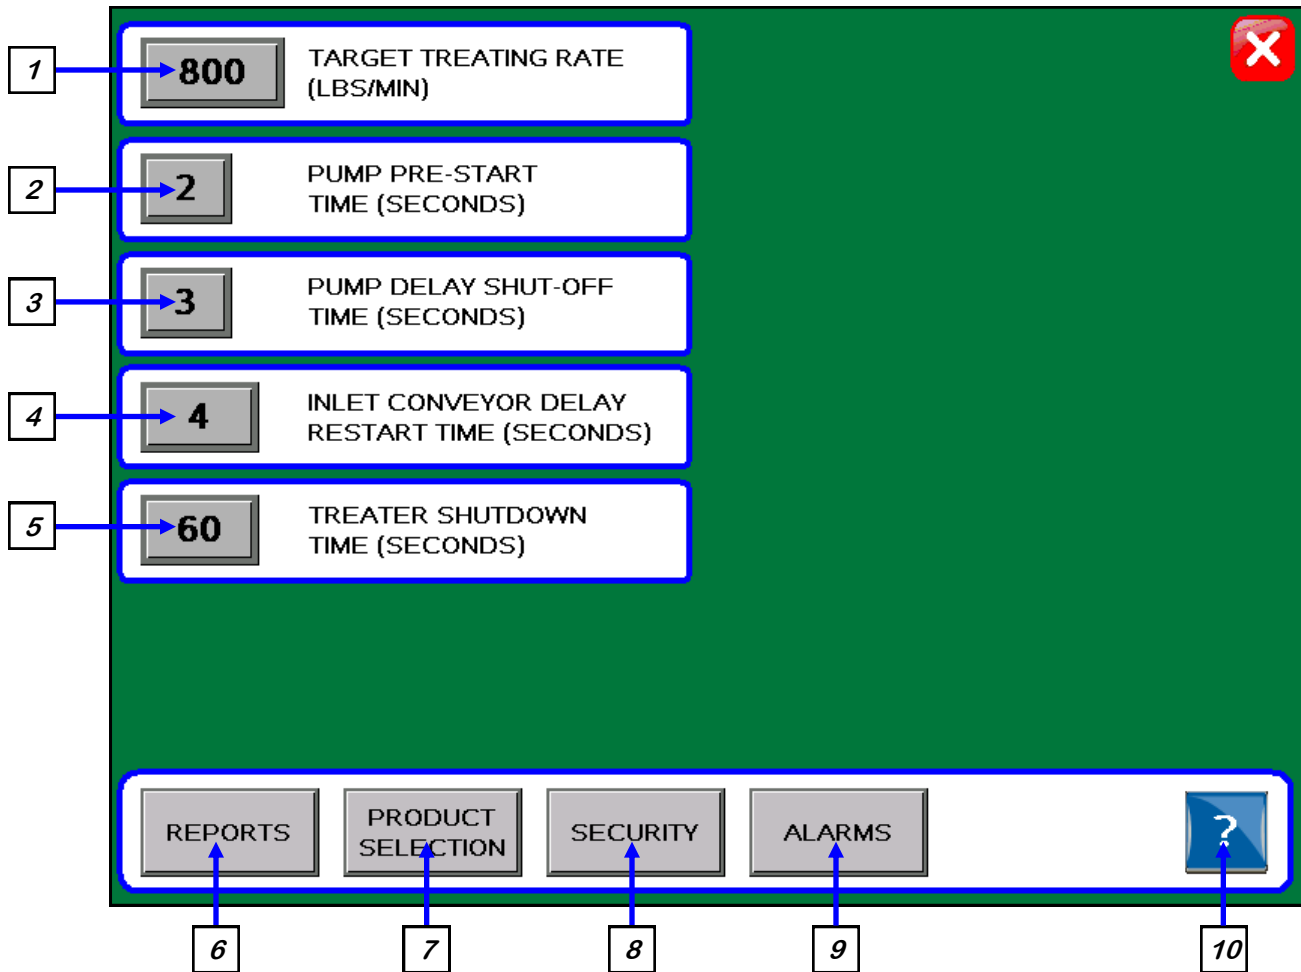 1
800
TARGET TREATING RATE
(LBS/MIN)
2
2
PUMP PRE-START
TIME (SECONDS)
3
3
PUMP DELAY SHUT-OFF
TIME (SECONDS)
4
4
INLET CONVEYOR DELAY
RESTART TIME (SECONDS)
5
60
TREATER SHUTDOWN
TIME (SECONDS)
REPORTS
PRODUCT
SELECTION
SECURITY
ALARMS
?
6
7
8
9
10